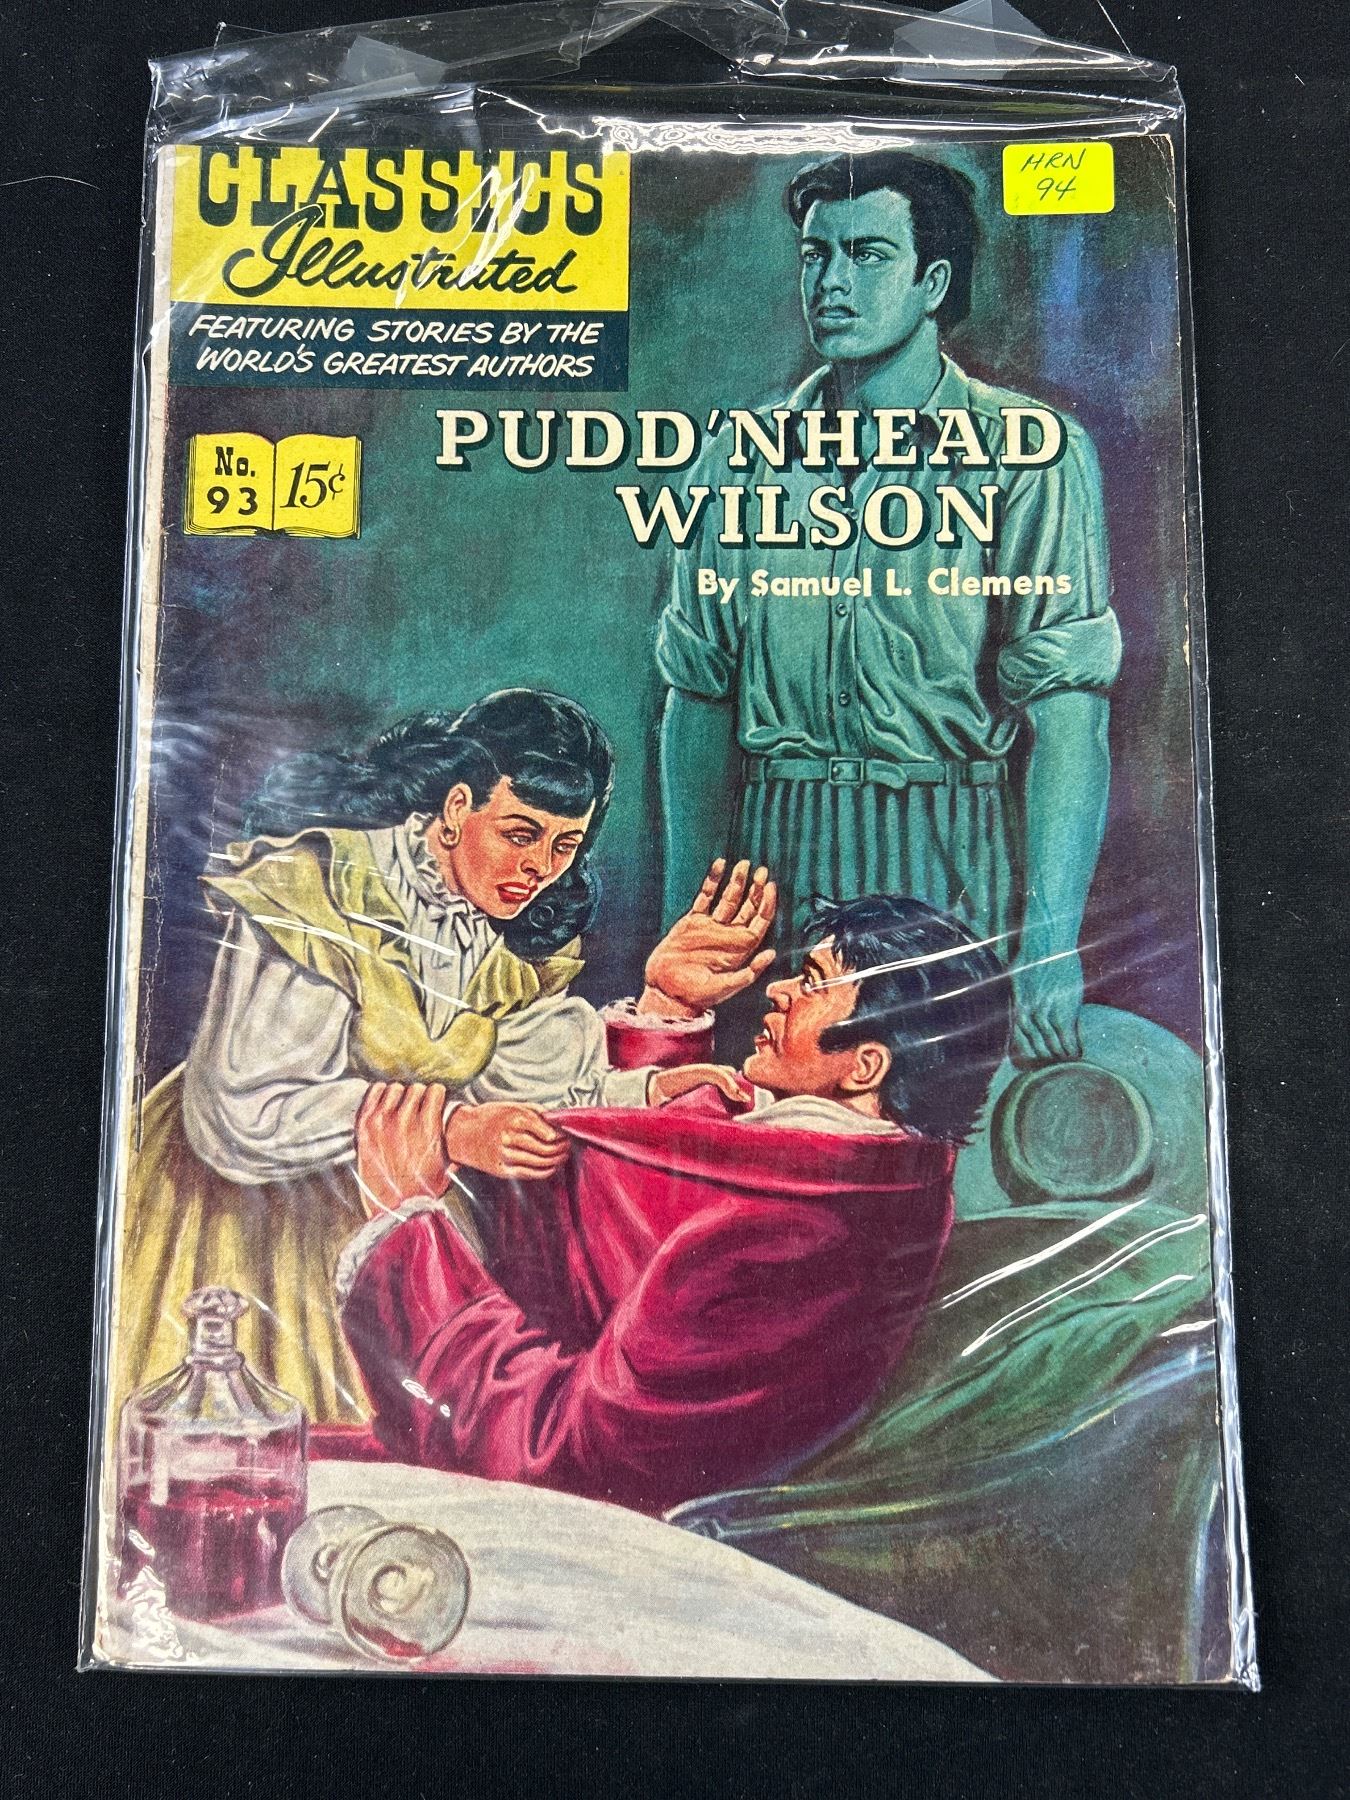 CLASSICS
Illustrated
FEATURING STORIES BY THE
WORLD'S GREATEST AUTHORS
HRN
94
No.
93
15¢
PUDD'NHEAD
WILSON
By Samuel L. Clemens